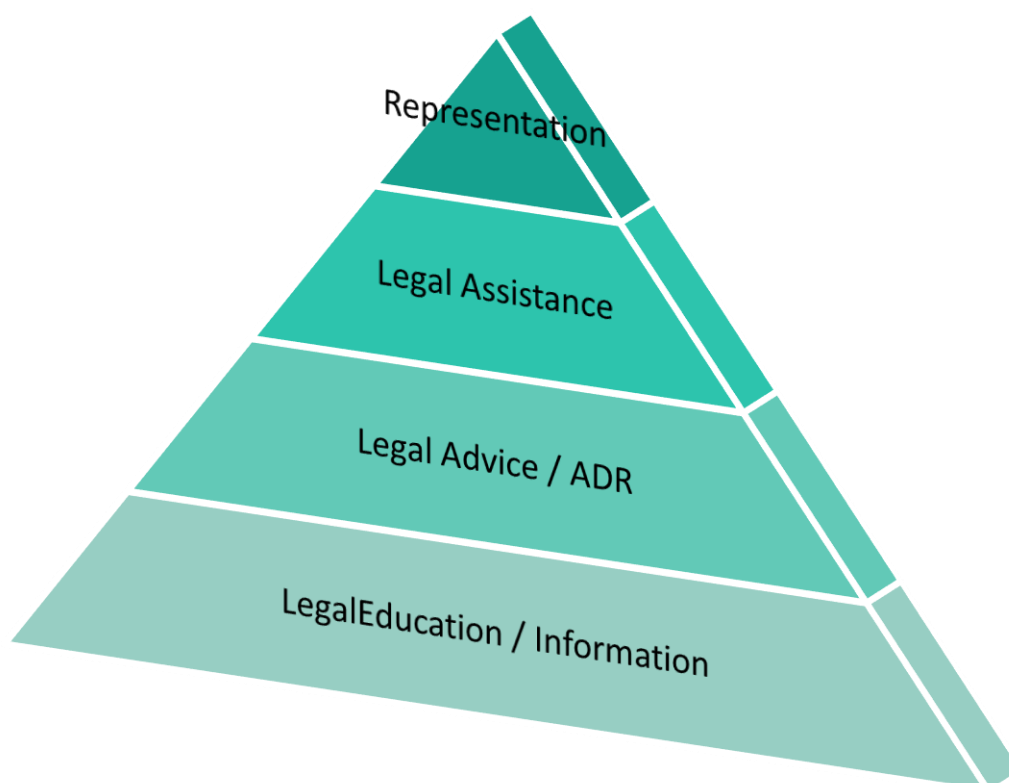 Representation
Legal Assistance
Legal Advice / ADR
LegalEducation / Information